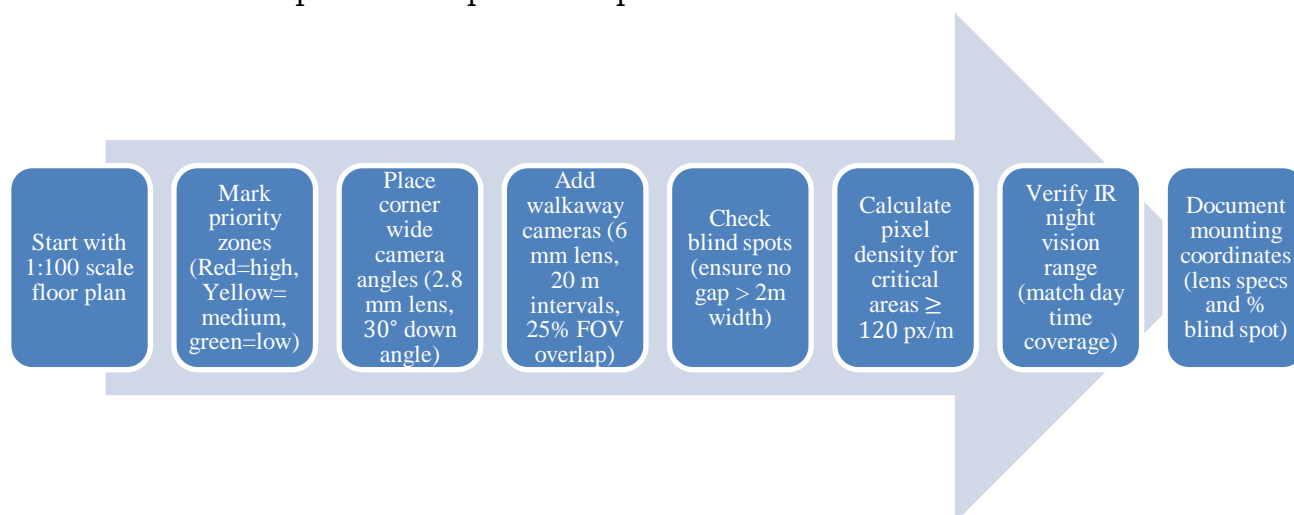 Start with
1:100 scale
floor plan
Mark
priority
zones
(Red=high,
Yellow=
medium,
green=low)
Place
corner
wide
camera
angles (2.8
mm lens,
30° down
angle)
Add
walkaway
cameras (6
mm lens,
20 m
intervals,
25% FOV
overlap)
Check
blind spots
(ensure no
gap > 2m
width)
Calculate
pixel
density for
critical
areas ≥
120 px/m
Verify IR
night
vision
range
(match day
time
coverage)
Document
mounting
coordinates
(lens specs
and %
blind spot)